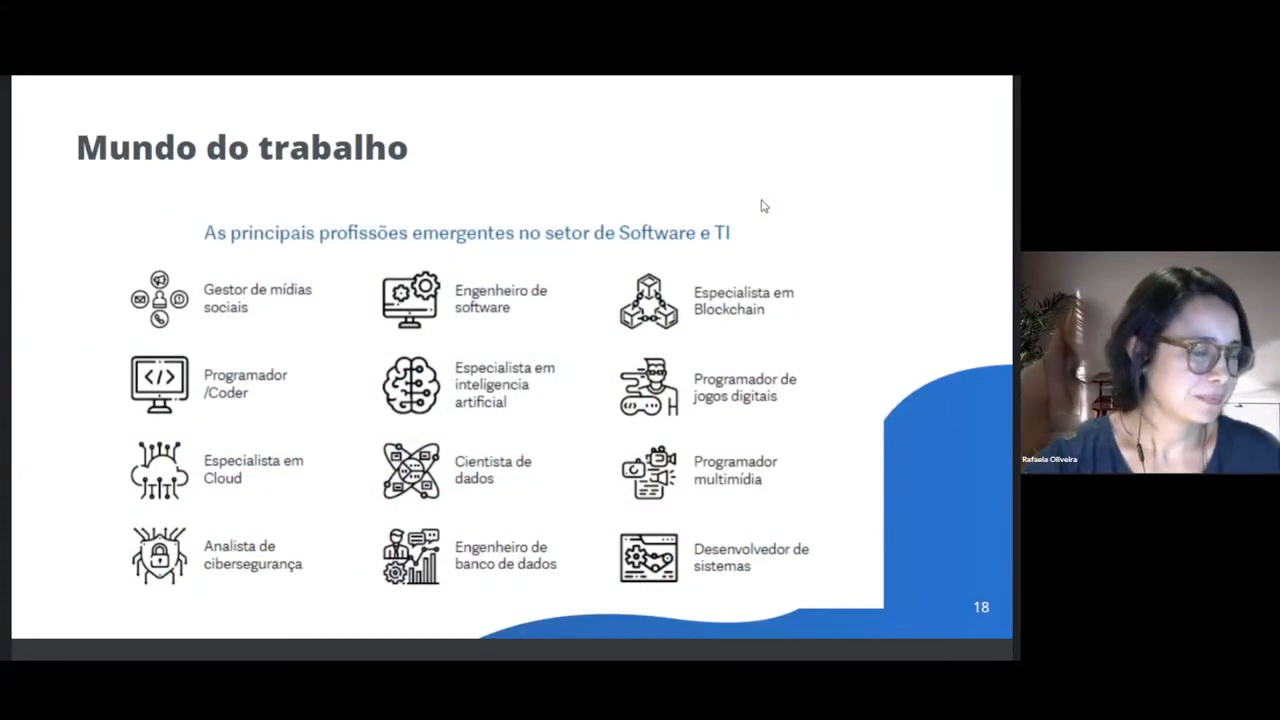 Mundo do trabalho
As principais profissões emergentes no setor de Software e TI
Gestor de mídias
sociais
Engenheiro de
software
Especialista em
Blockchain
Programador
/Coder
Especialista em
inteligencia
artificial
Programador de
jogos digitais
Especialista em
Cloud
Cientista de
dados
Programador
multimídia
Analista de
cibersegurança
Engenheiro de
banco de dados
Desenvolvedor de
sistemas
18
Rafaela Oliveira